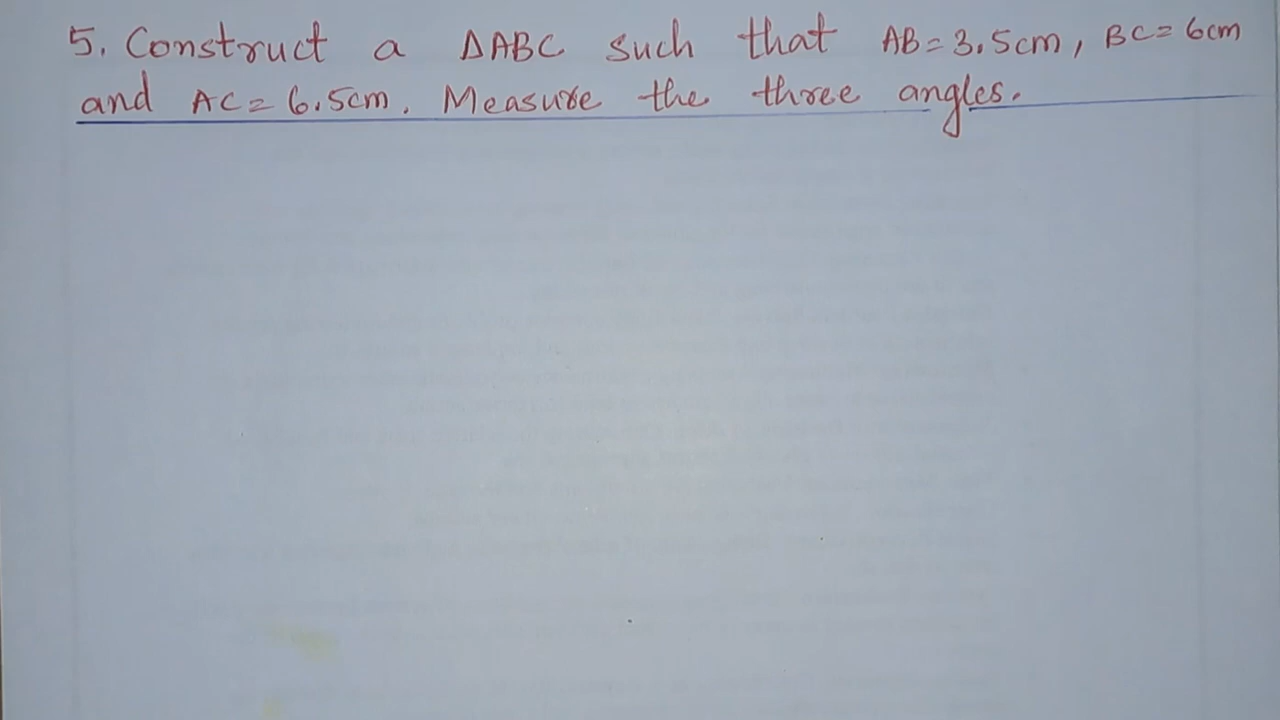 5. Construct a ΔABC such that AB=3.5cm, BC=6cm
and AC=6.5cm. Measure the three angles.